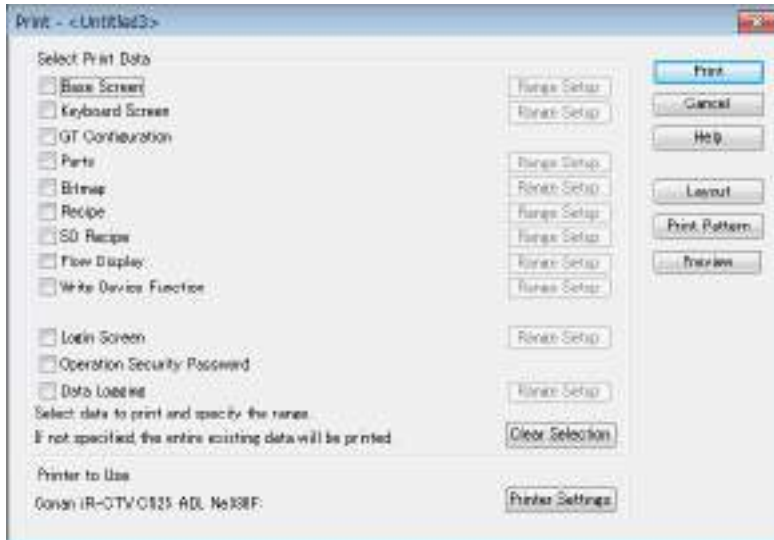 Print - <Untitled3>
Select Print Data
Base Screen Range Setup
Keyboard Screen Range Setup
GT Configuration
Parts Range Setup
Bitmap Range Setup
Recipe Range Setup
SD Recipe Range Setup
Flow Display Range Setup
Write Device Function Range Setup
Login Screen Range Setup
Operation Security Password
Data Logging Range Setup
Select data to print and specify the range.
If not specified, the entire existing data will be printed.
Clear Selection
Printer to Use
Printer Settings
Print
Cancel
Help
Layout
Print Pattern
Preview